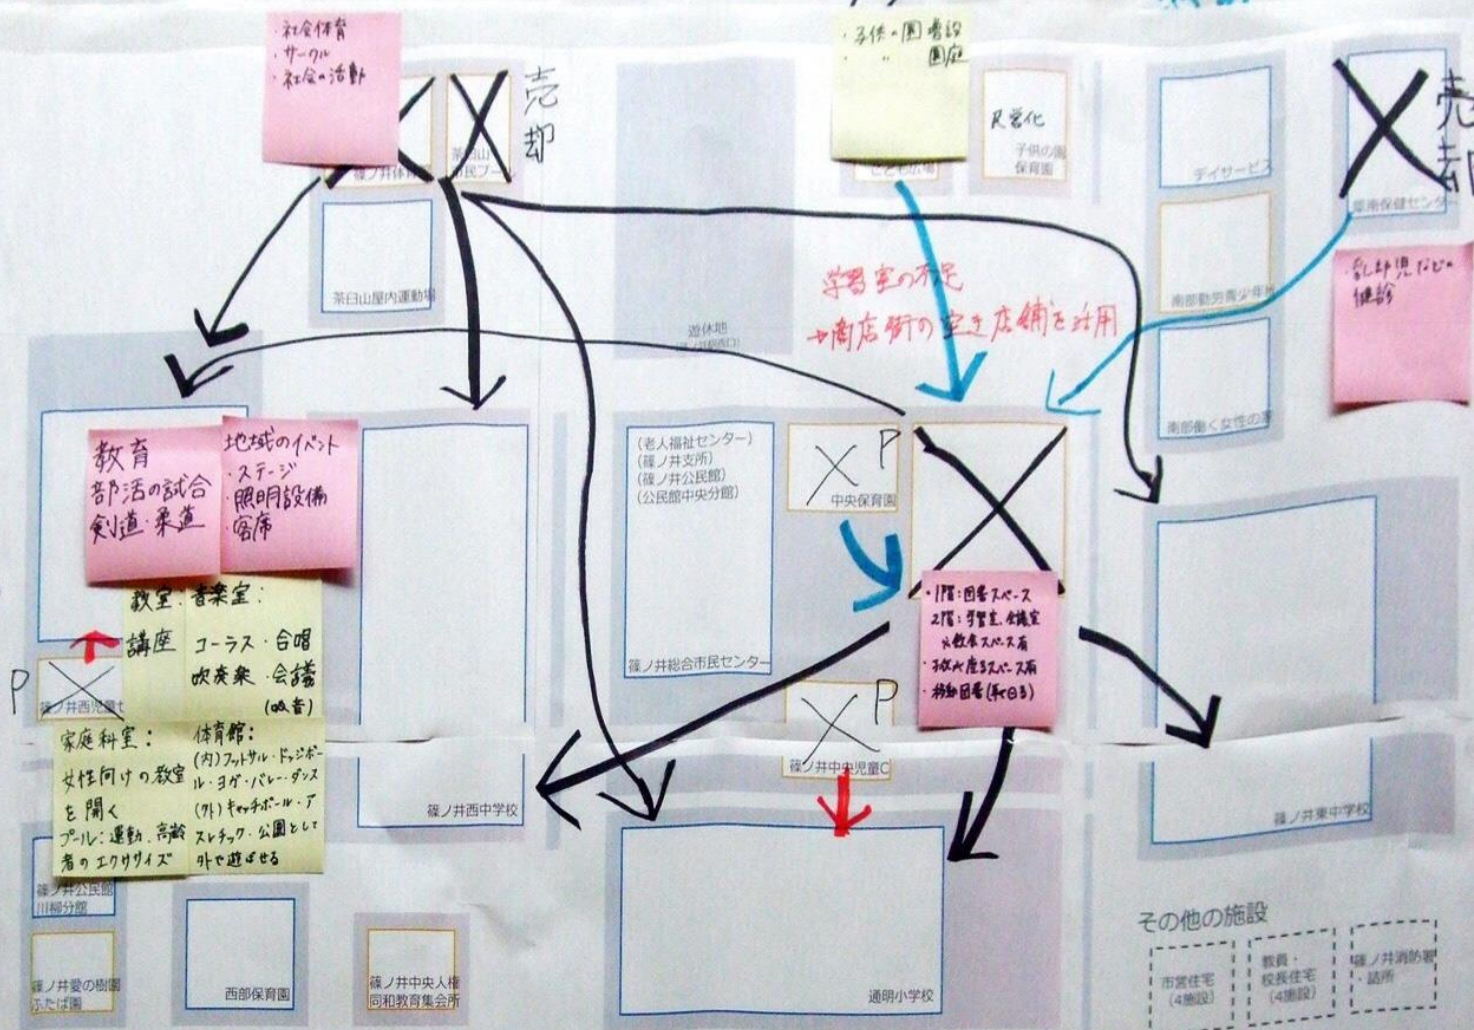 ・社会体育
・サークル
・社会の活動
売却
篠ノ井体育
茶臼山
市民プール
茶臼山屋内運動場
・子供の園 増設
・ 〃 園庭
こども広場
民営化
子供の園
保育園
デイサービス
売却
南保健センター
・乳幼児などの
健診
南部勤労青少年
南部働く女性の家
遊休地
学習室の不足
→商店街の空き店舗を活用
教育
部活の試合
剣道・柔道
地域のイベント
・ステージ
・照明設備
・客席
教室:
講座
音楽室:
コーラス・合唱
吹奏楽・会議
(吸音)
P
篠ノ井西児童
家庭科室:
女性向けの教室
を開く
プール:運動、高齢
者のエクササイズ
体育館:
(内)フットサル・ドッジボー
ル・ヨガ・バレー・ダンス
(外)キャッチボール・ア
スレチック・公園として
外で遊ばせる
篠ノ井西中学校
(老人福祉センター)
(篠ノ井支所)
(篠ノ井公民館)
(公民館中央分館)
篠ノ井総合市民センター
P
中央保育園
・1階:図書スペース
2階:学習室、会議室
※飲食スペース有
P
篠ノ井中央児童C
篠ノ井東中学校
篠ノ井公民館
川柳分館
篠ノ井愛の樹園
ふたば園
西部保育園
篠ノ井中央人権
同和教育集会所
通明小学校
その他の施設
市営住宅
(4施設)
教員・
校長住宅
(4施設)
篠ノ井消防署
・詰所